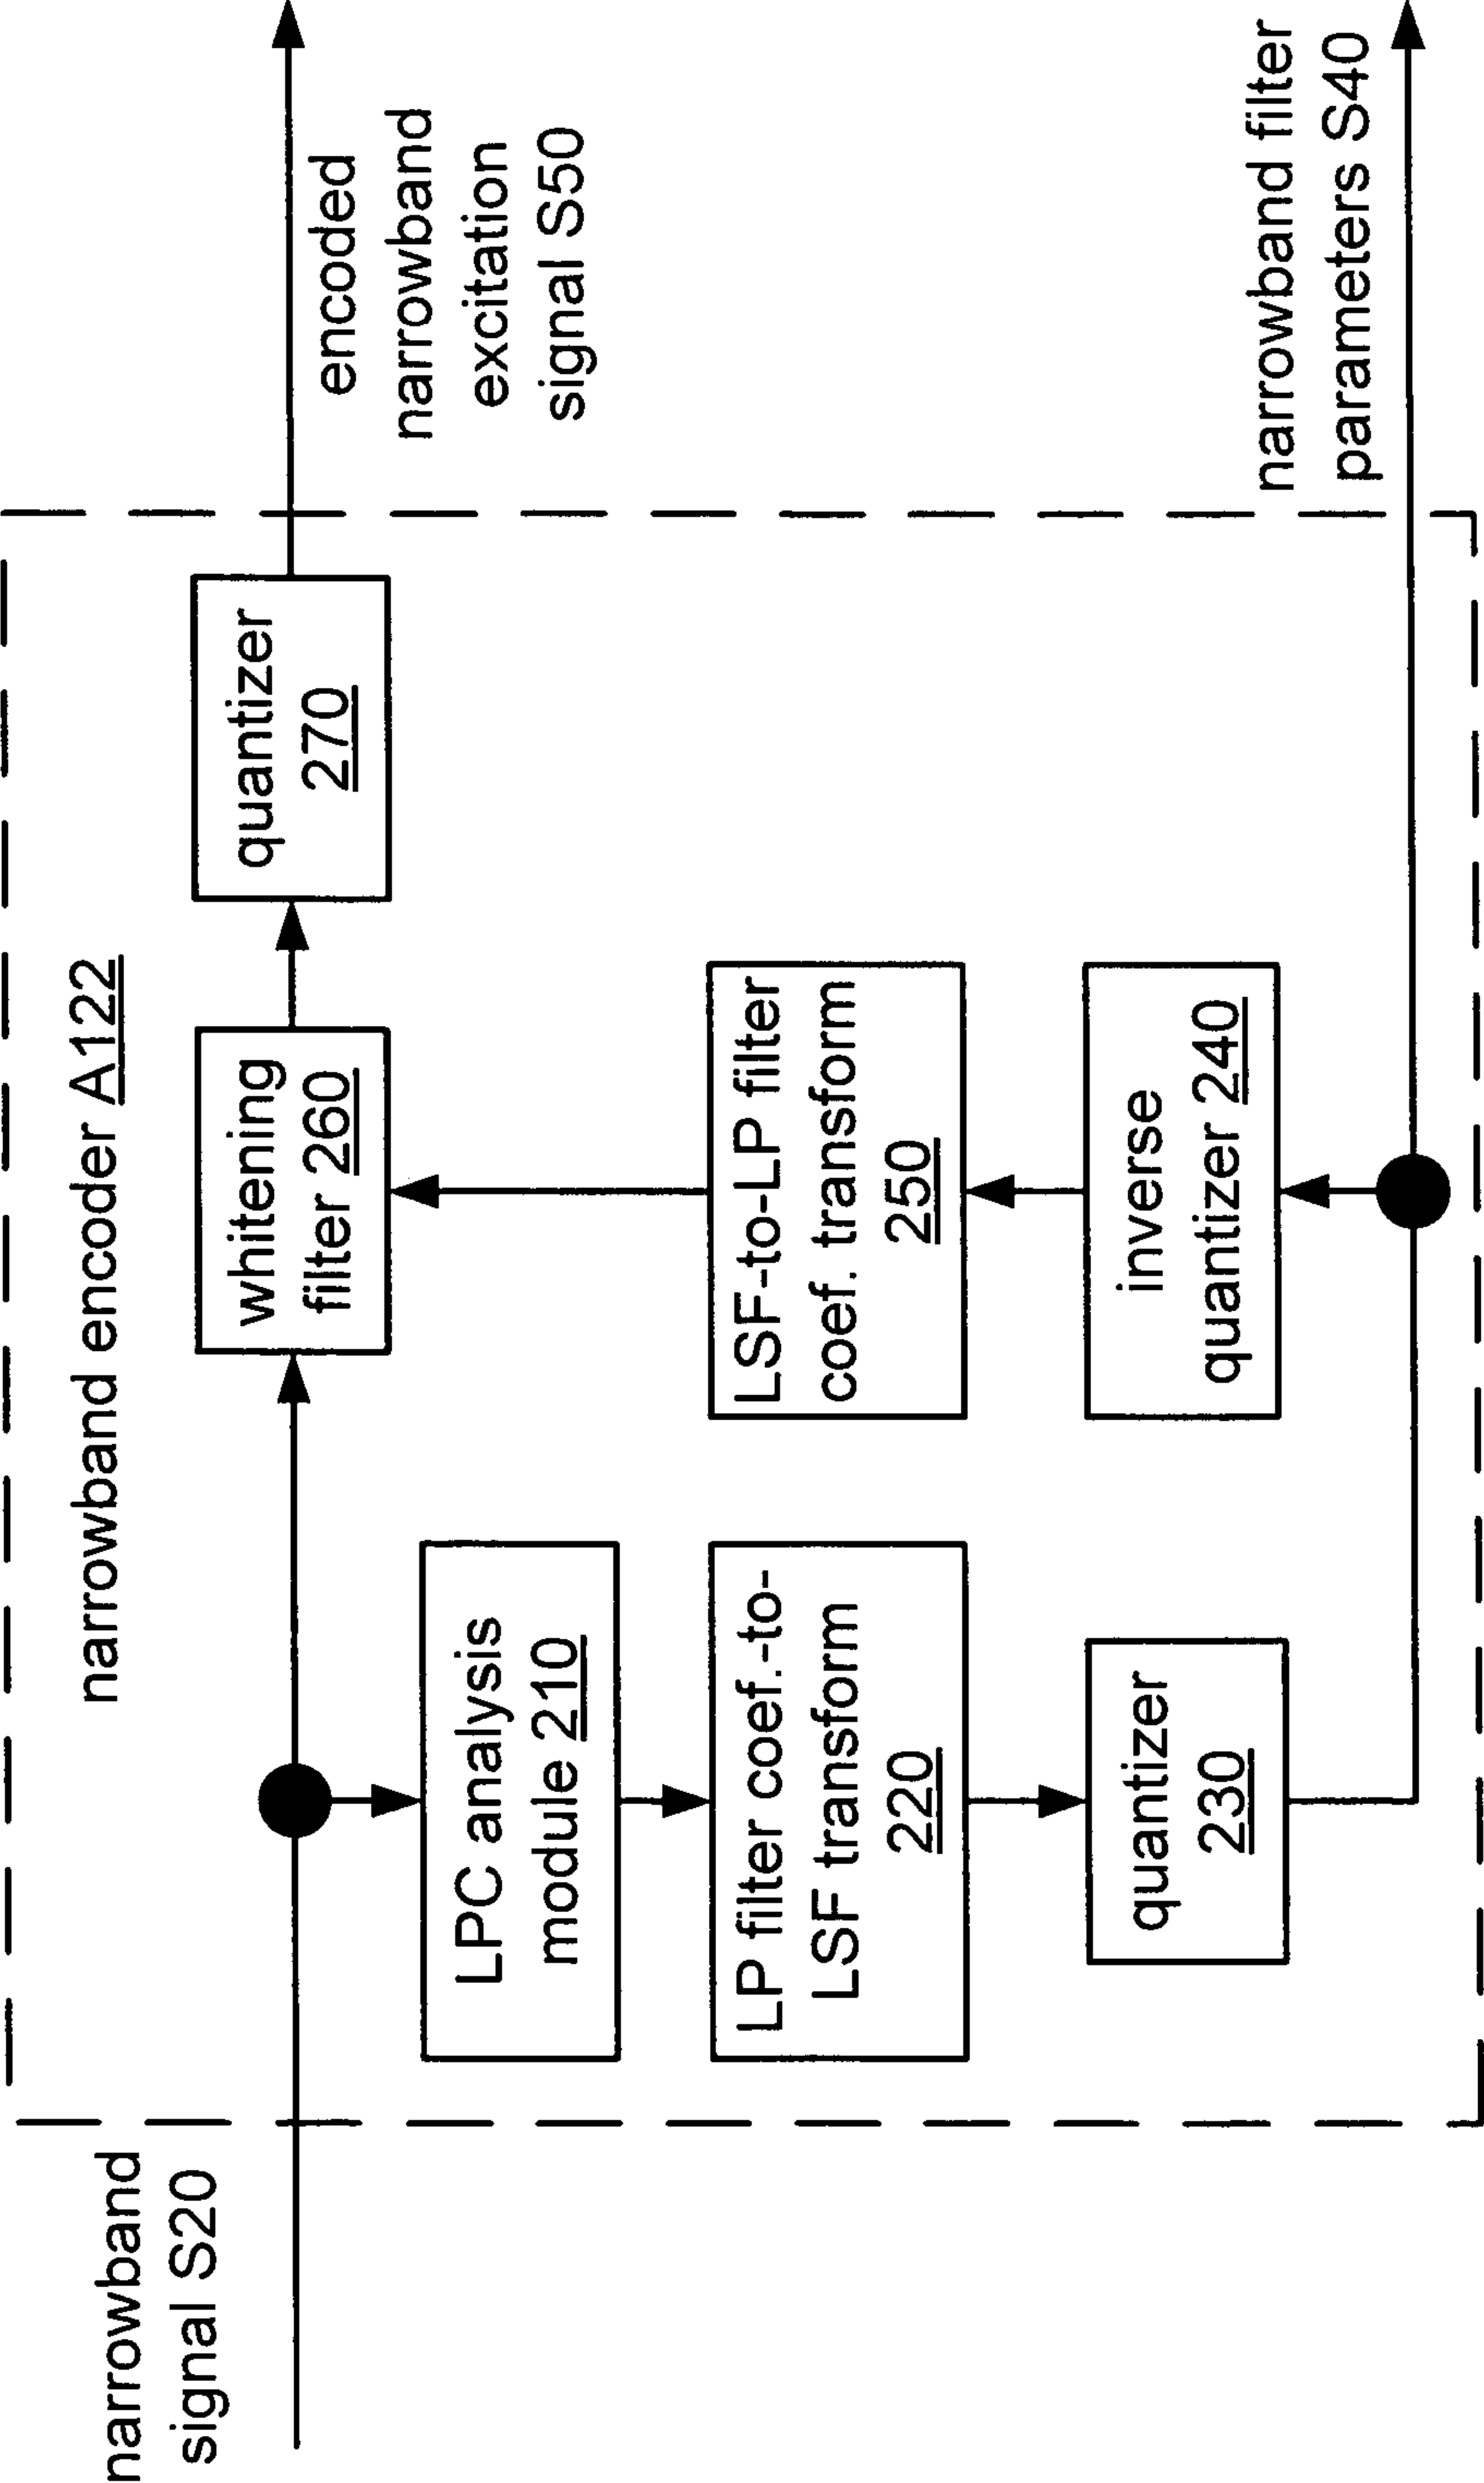 narrowband encoder A122
narrowband
signal S20
whitening
filter 260
quantizer
270
encoded
narrowband
excitation
signal S50
LPC analysis
module 210
LP filter coef.-to-
LSF transform
220
LSF-to-LP filter
coef. transform
250
quantizer
230
inverse
quantizer 240
narrowband filter
parameters S40